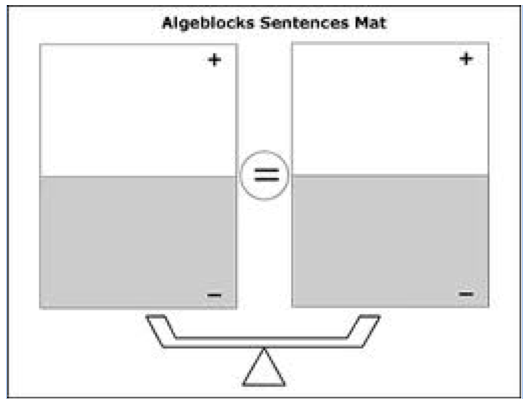 Algeblocks Sentences Mat
+ +
=
− −